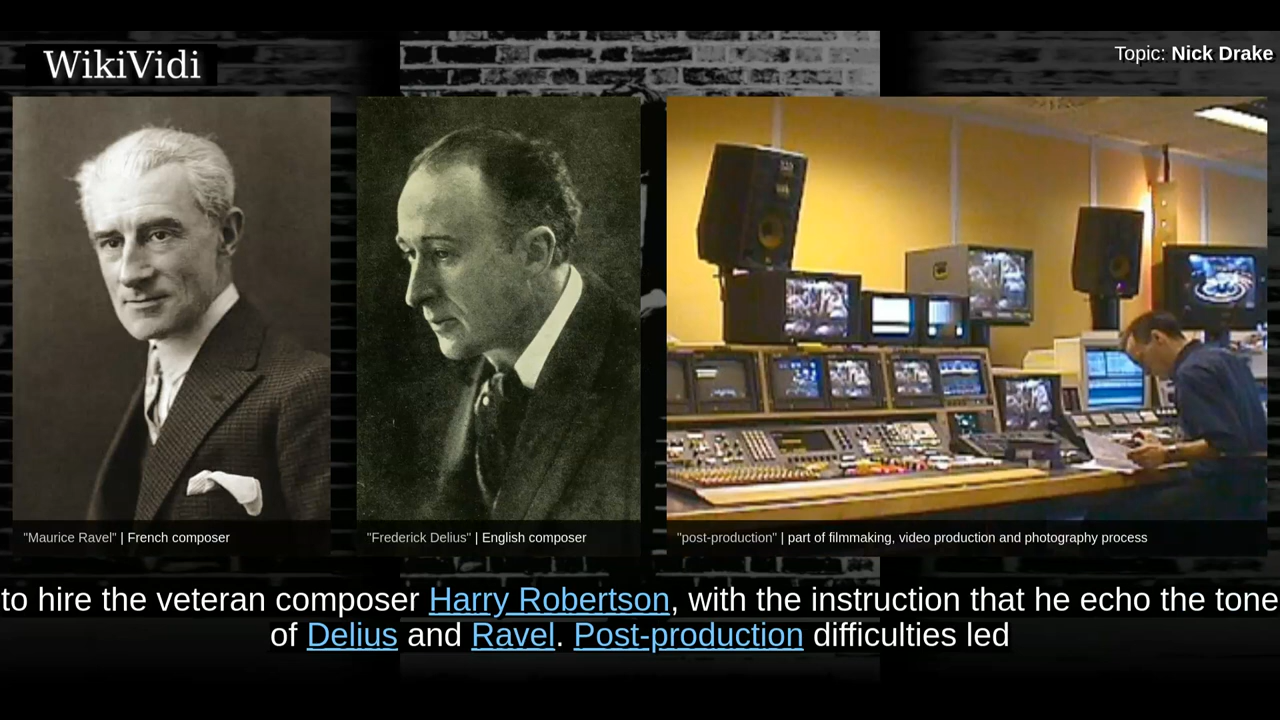 WikiVidi
Topic: Nick Drake
"Maurice Ravel" | French composer
"Frederick Delius" | English composer
"post-production" | part of filmmaking, video production and photography process
to hire the veteran composer Harry Robertson, with the instruction that he echo the tone
of Delius and Ravel. Post-production difficulties led